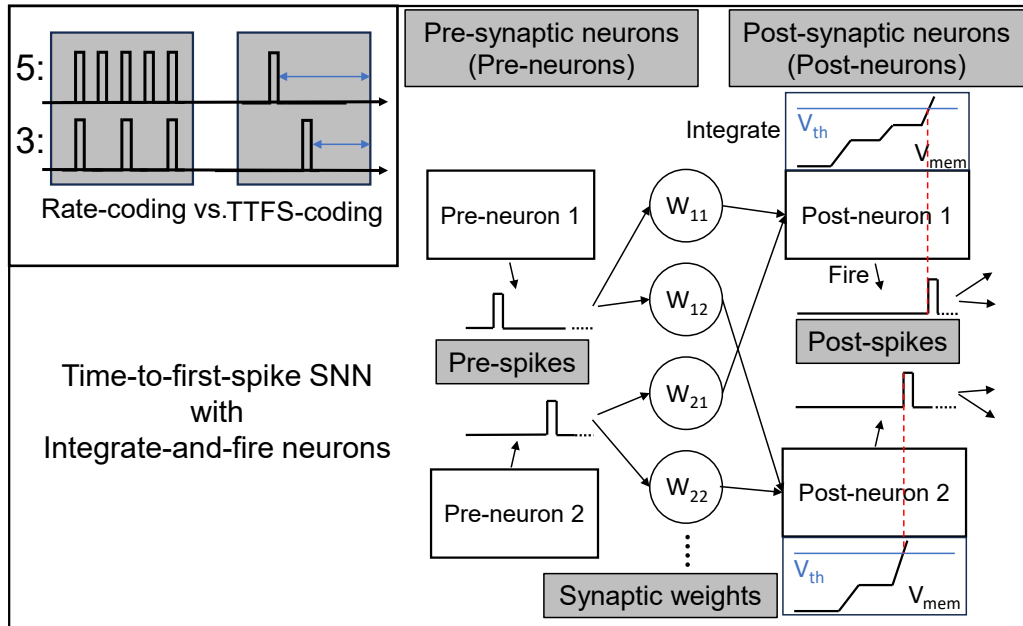 5:
3:
Rate-coding vs.TTFS-coding
Pre-synaptic neurons
(Pre-neurons)
Post-synaptic neurons
(Post-neurons)
Integrate
Vth
Vmem
Pre-neuron 1
W11
Post-neuron 1
Fire
W12
Pre-spikes
Post-spikes
Time-to-first-spike SNN
with
Integrate-and-fire neurons
W21
Pre-neuron 2
W22
Post-neuron 2
Vth
Vmem
Synaptic weights